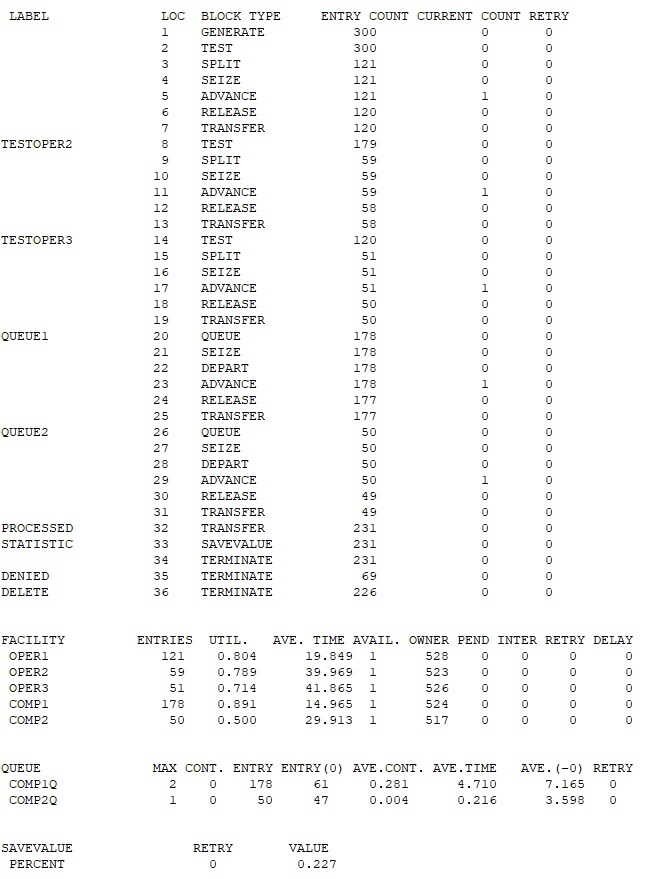 LABEL LOC BLOCK TYPE ENTRY COUNT CURRENT COUNT RETRY
1 GENERATE 300 0 0
2 TEST 300 0 0
3 SPLIT 121 0 0
4 SEIZE 121 0 0
5 ADVANCE 121 1 0
6 RELEASE 120 0 0
7 TRANSFER 120 0 0
TESTOPER2 8 TEST 179 0 0
9 SPLIT 59 0 0
10 SEIZE 59 0 0
11 ADVANCE 59 1 0
12 RELEASE 58 0 0
13 TRANSFER 58 0 0
TESTOPER3 14 TEST 120 0 0
15 SPLIT 51 0 0
16 SEIZE 51 0 0
17 ADVANCE 51 1 0
18 RELEASE 50 0 0
19 TRANSFER 50 0 0
QUEUE1 20 QUEUE 178 0 0
21 SEIZE 178 0 0
22 DEPART 178 0 0
23 ADVANCE 178 1 0
24 RELEASE 177 0 0
25 TRANSFER 177 0 0
QUEUE2 26 QUEUE 50 0 0
27 SEIZE 50 0 0
28 DEPART 50 0 0
29 ADVANCE 50 1 0
30 RELEASE 49 0 0
31 TRANSFER 49 0 0
PROCESSED 32 TRANSFER 231 0 0
STATISTIC 33 SAVEVALUE 231 0 0
34 TERMINATE 231 0 0
DENIED 35 TERMINATE 69 0 0
DELETE 36 TERMINATE 226 0 0
FACILITY ENTRIES UTIL. AVE. TIME AVAIL. OWNER PEND INTER RETRY DELAY
OPER1 121 0.804 19.849 1 528 0 0 0 0
OPER2 59 0.789 39.969 1 523 0 0 0 0
OPER3 51 0.714 41.865 1 526 0 0 0 0
COMP1 178 0.891 14.965 1 524 0 0 0 0
COMP2 50 0.500 29.913 1 517 0 0 0 0
QUEUE MAX CONT. ENTRY ENTRY(0) AVE.CONT. AVE.TIME AVE.(-0) RETRY
COMP1Q 2 0 178 61 0.281 4.710 7.165 0
COMP2Q 1 0 50 47 0.004 0.216 3.598 0
SAVEVALUE RETRY VALUE
PERCENT 0 0.227